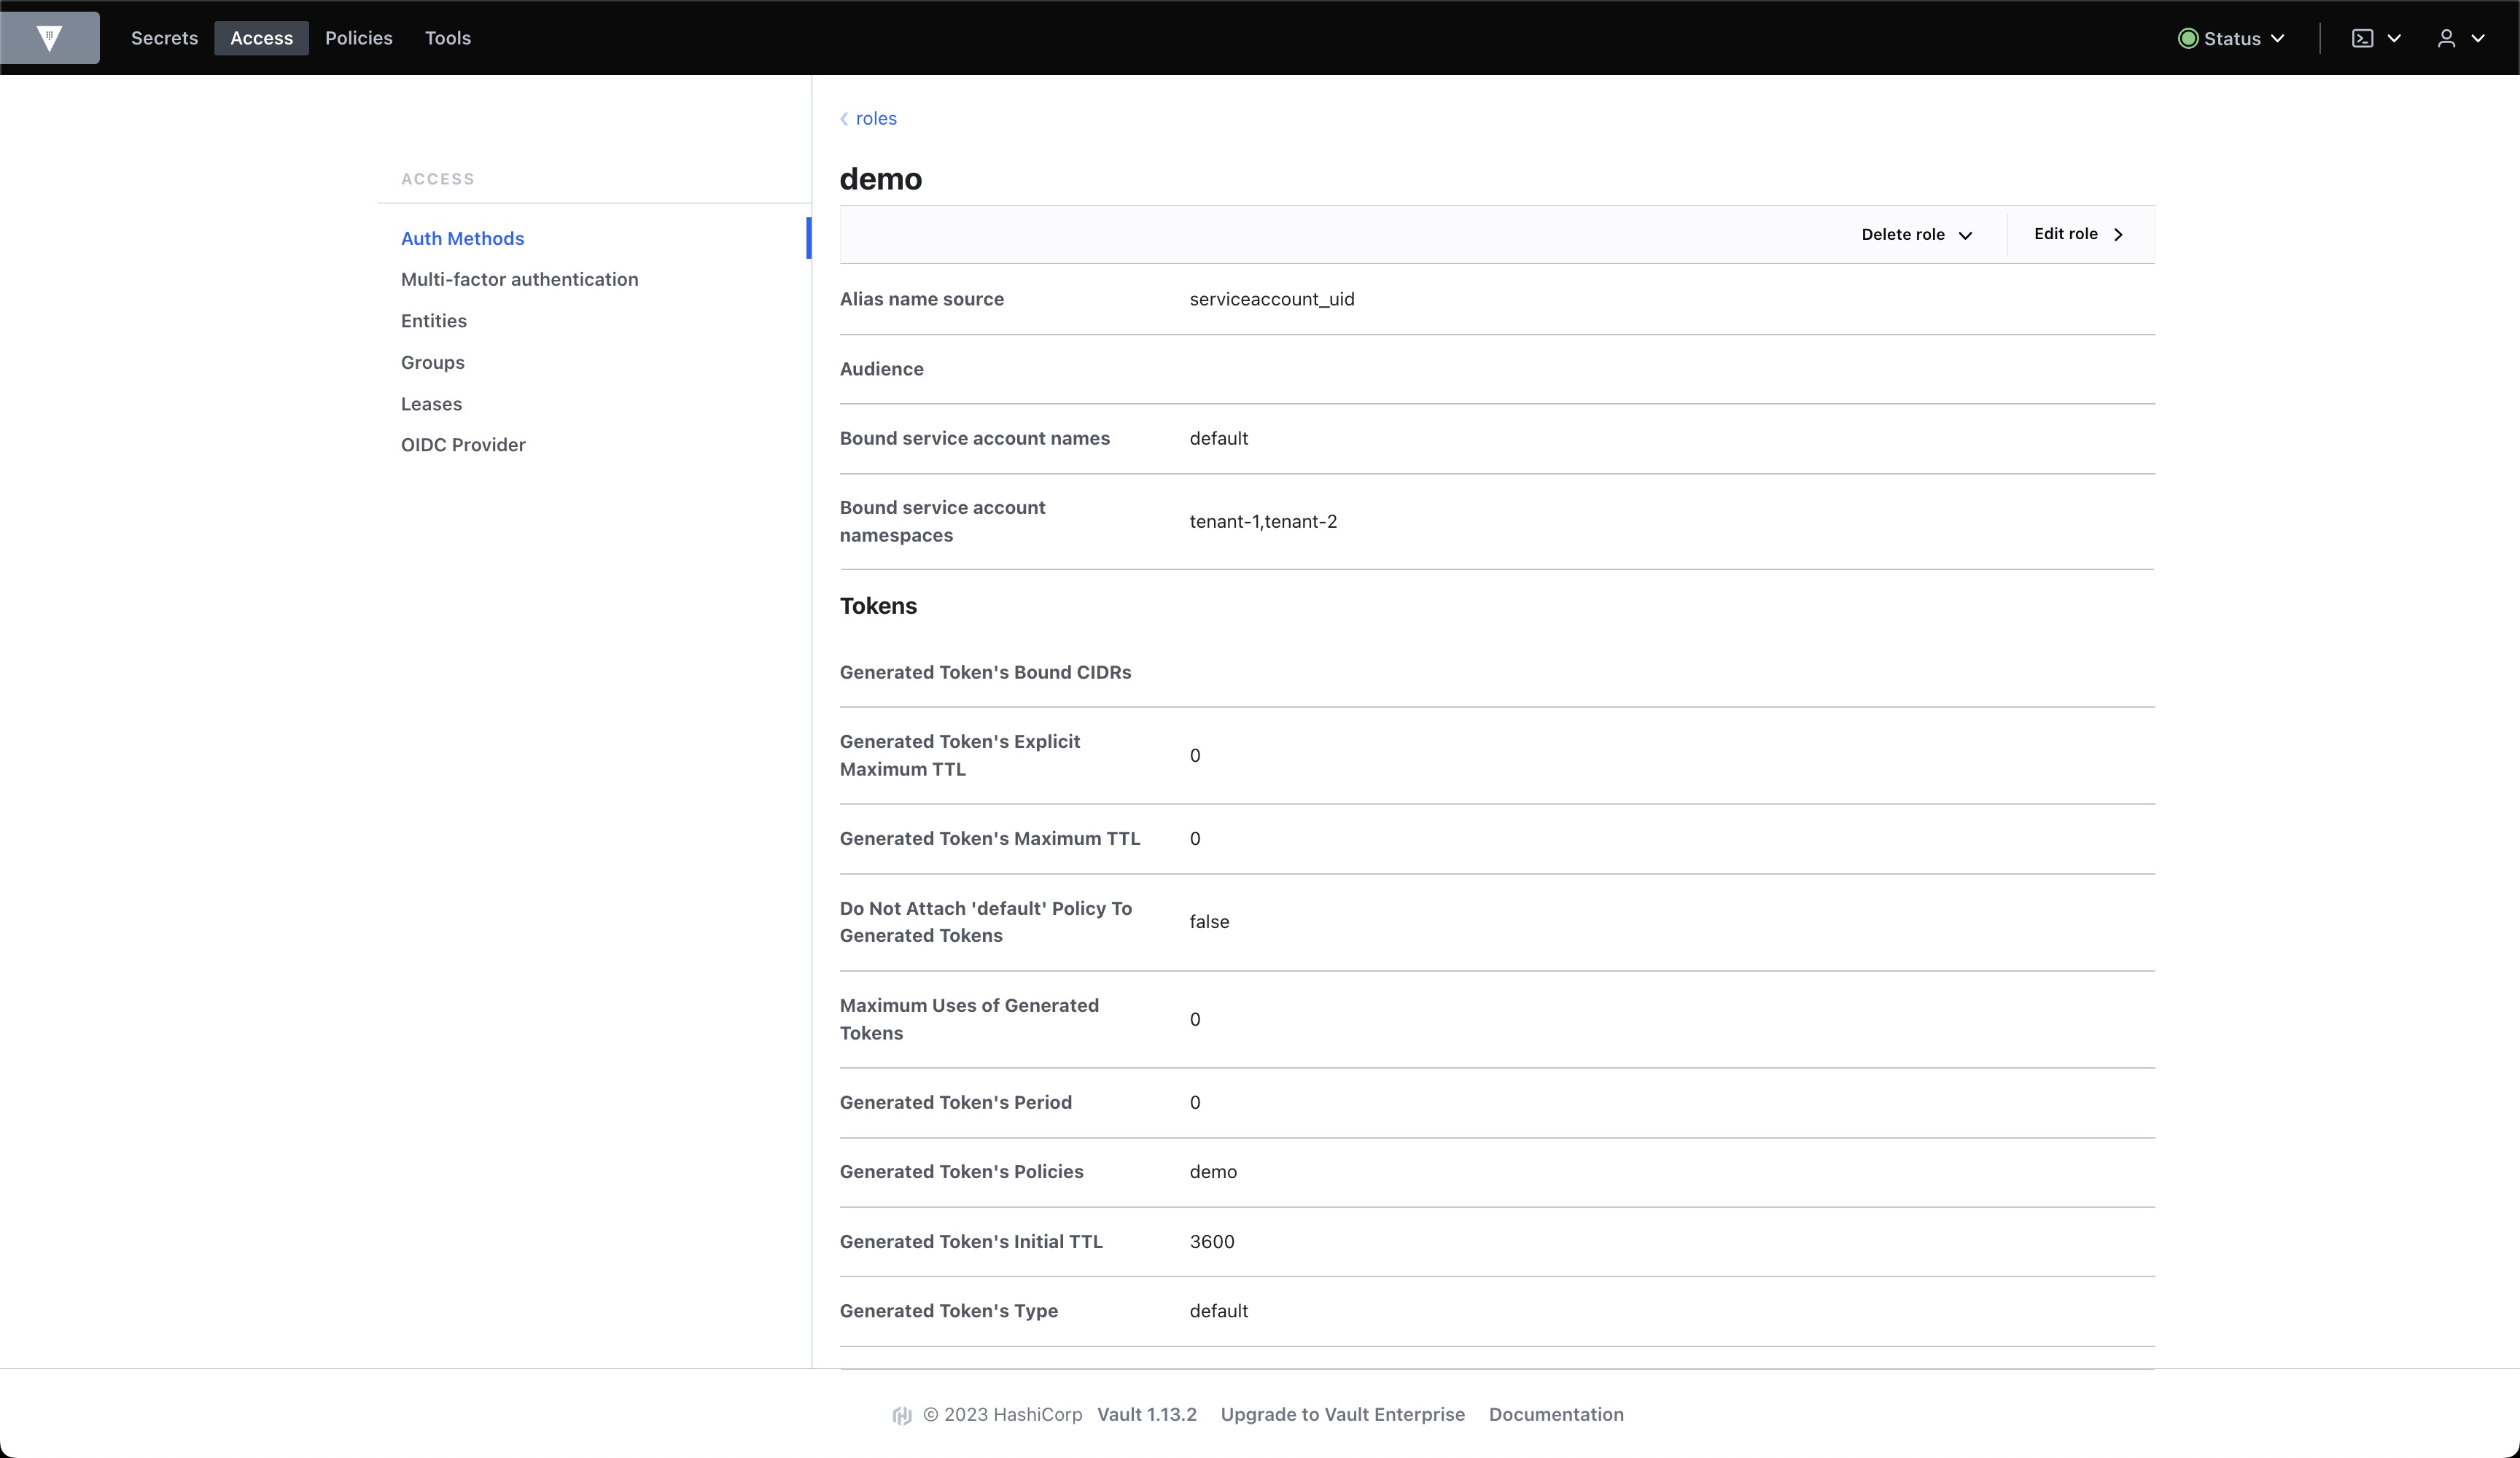 Secrets Access Policies Tools Status
roles
demo
ACCESS
Auth Methods
Multi-factor authentication
Entities
Groups
Leases
OIDC Provider
Delete role Edit role
Alias name source serviceaccount_uid
Audience
Bound service account names default
Bound service account
namespaces
tenant-1,tenant-2
Tokens
Generated Token's Bound CIDRs
Generated Token's Explicit
Maximum TTL
0
Generated Token's Maximum TTL 0
Do Not Attach 'default' Policy To
Generated Tokens
false
Maximum Uses of Generated
Tokens
0
Generated Token's Period 0
Generated Token's Policies demo
Generated Token's Initial TTL 3600
Generated Token's Type default
© 2023 HashiCorp Vault 1.13.2 Upgrade to Vault Enterprise Documentation